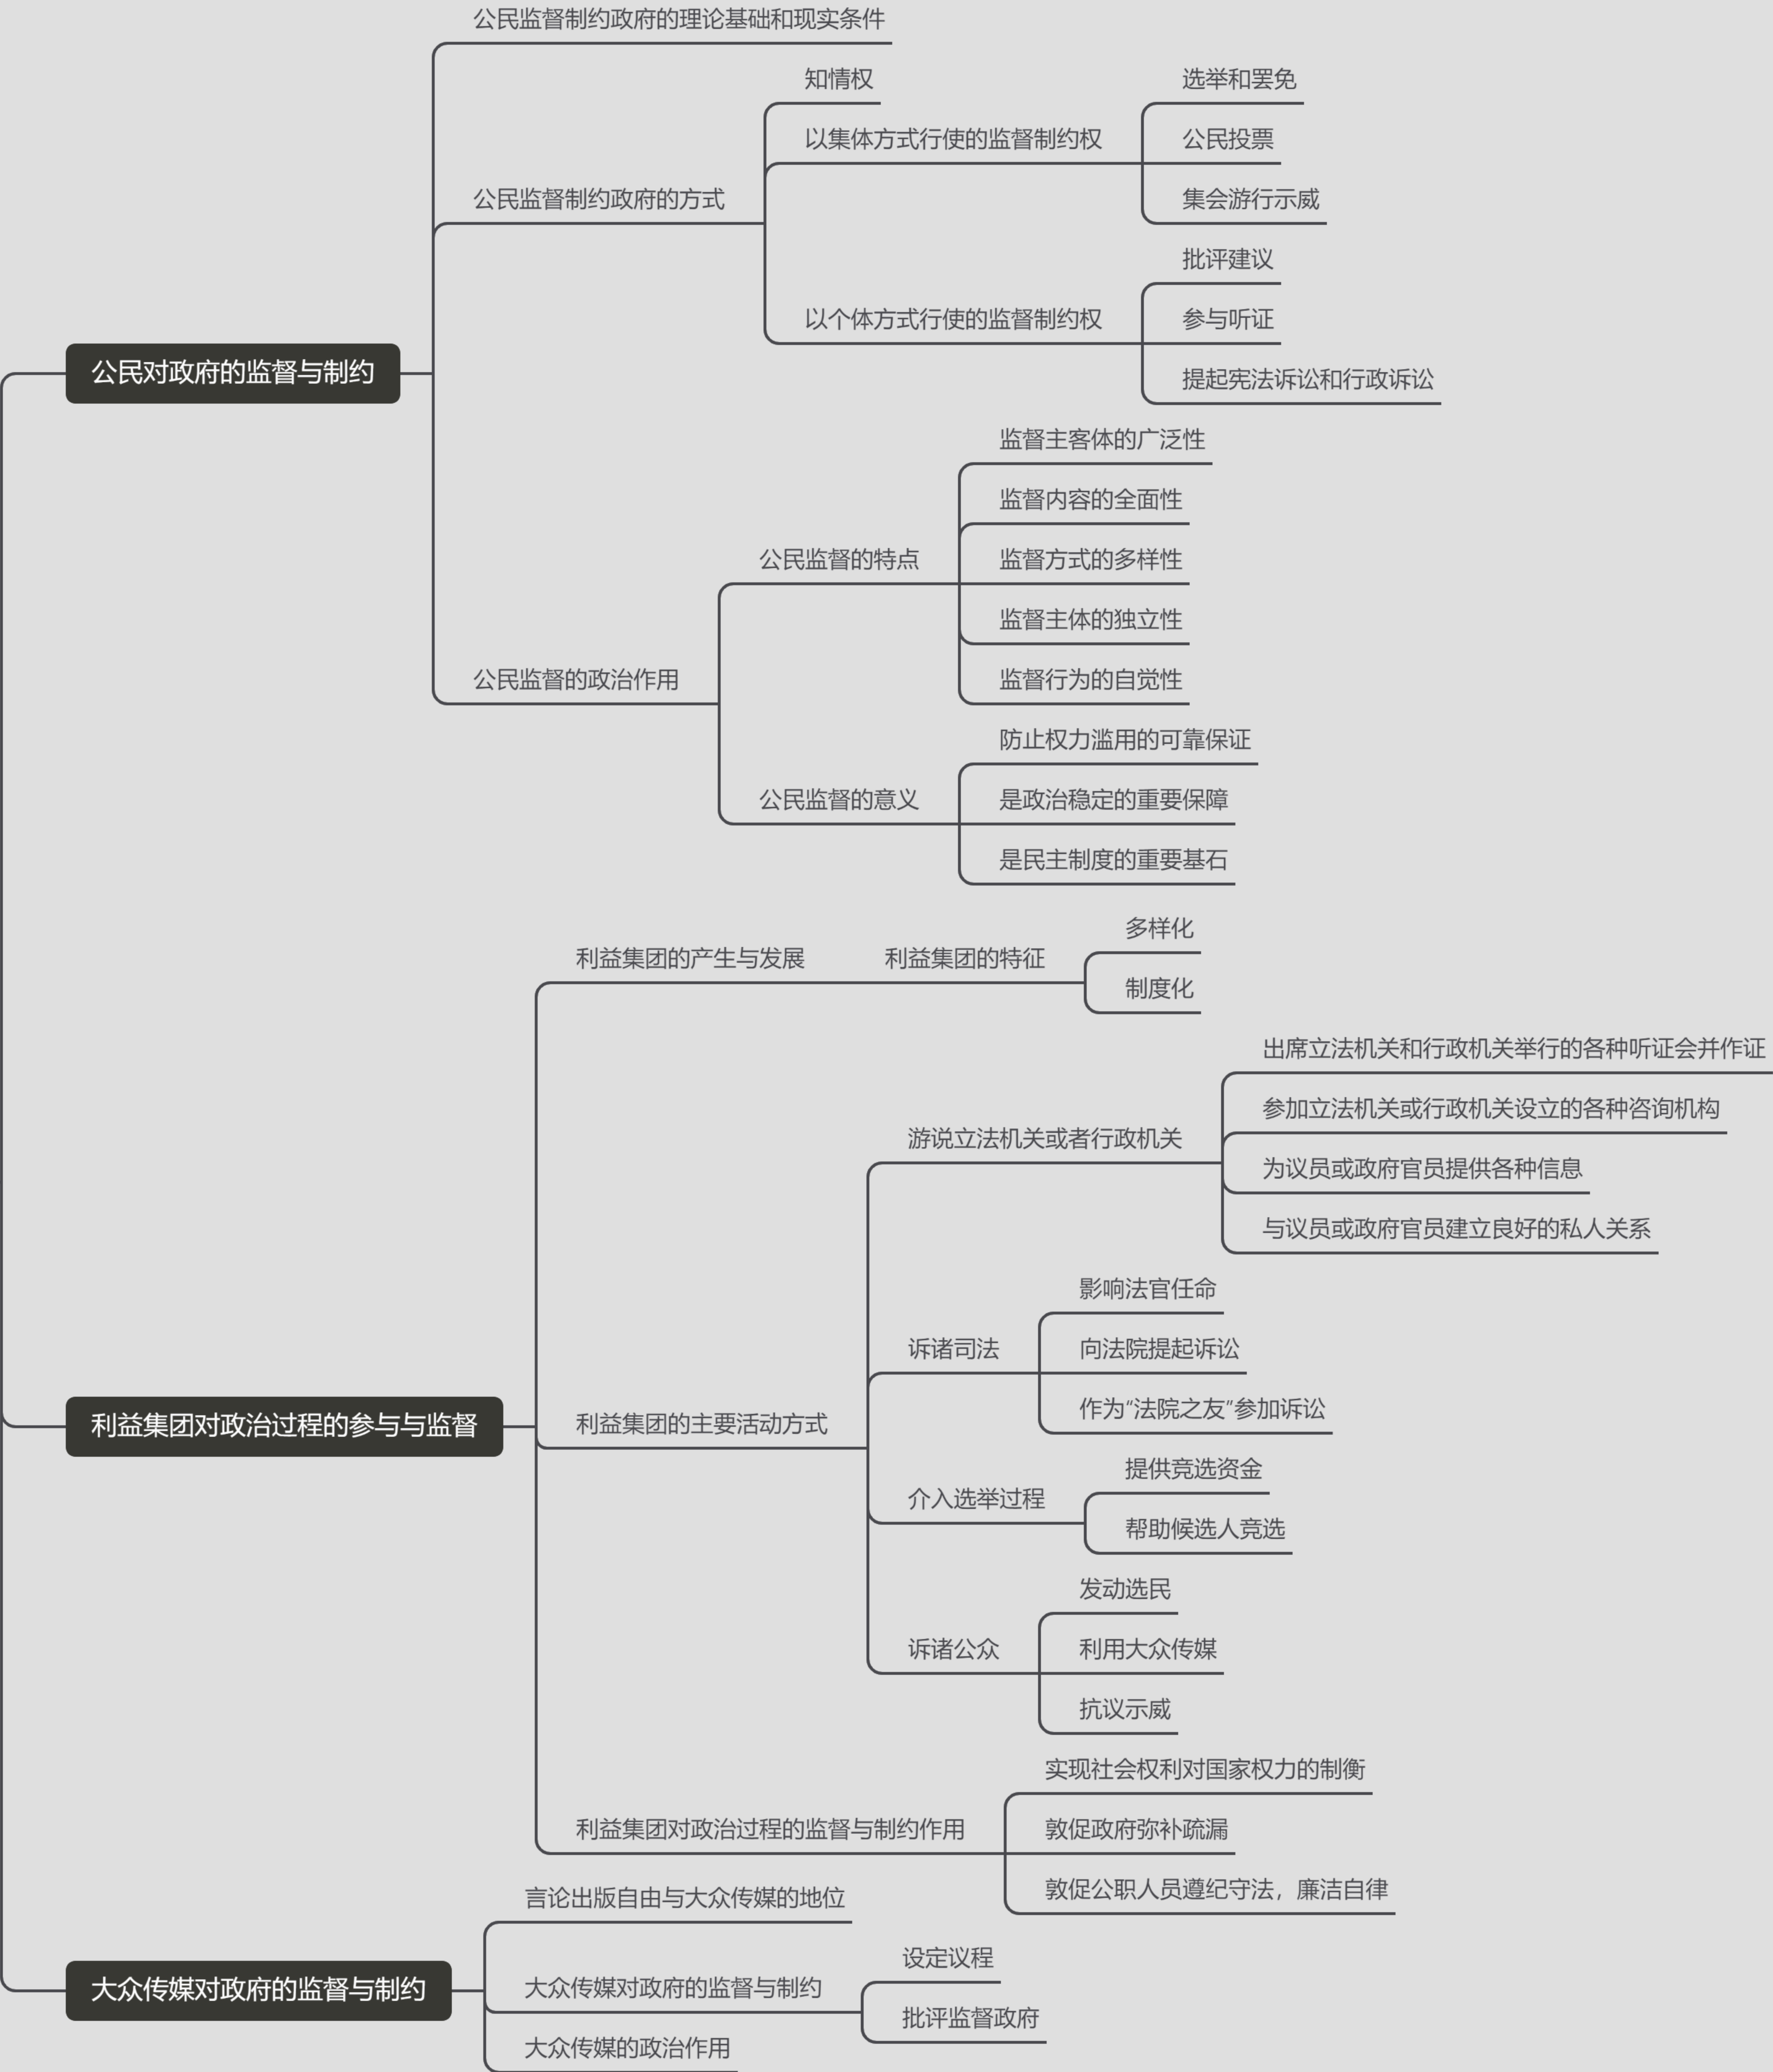 公民监督制约政府的理论基础和现实条件
知情权
选举和罢免
以集体方式行使的监督制约权
公民投票
公民监督制约政府的方式
集会游行示威
批评建议
以个体方式行使的监督制约权
参与听证
公民对政府的监督与制约
提起宪法诉讼和行政诉讼
监督主客体的广泛性
监督内容的全面性
公民监督的特点
监督方式的多样性
监督主体的独立性
公民监督的政治作用
监督行为的自觉性
防止权力滥用的可靠保证
公民监督的意义
是政治稳定的重要保障
是民主制度的重要基石
多样化
利益集团的产生与发展
利益集团的特征
制度化
出席立法机关和行政机关举行的各种听证会并作证
参加立法机关或行政机关设立的各种咨询机构
游说立法机关或者行政机关
为议员或政府官员提供各种信息
与议员或政府官员建立良好的私人关系
影响法官任命
诉诸司法
向法院提起诉讼
作为“法院之友”参加诉讼
利益集团对政治过程的参与与监督
利益集团的主要活动方式
提供竞选资金
介入选举过程
帮助候选人竞选
发动选民
诉诸公众
利用大众传媒
抗议示威
实现社会权利对国家权力的制衡
利益集团对政治过程的监督与制约作用
敦促政府弥补疏漏
敦促公职人员遵纪守法，廉洁自律
言论出版自由与大众传媒的地位
设定议程
大众传媒对政府的监督与制约
大众传媒对政府的监督与制约
批评监督政府
大众传媒的政治作用